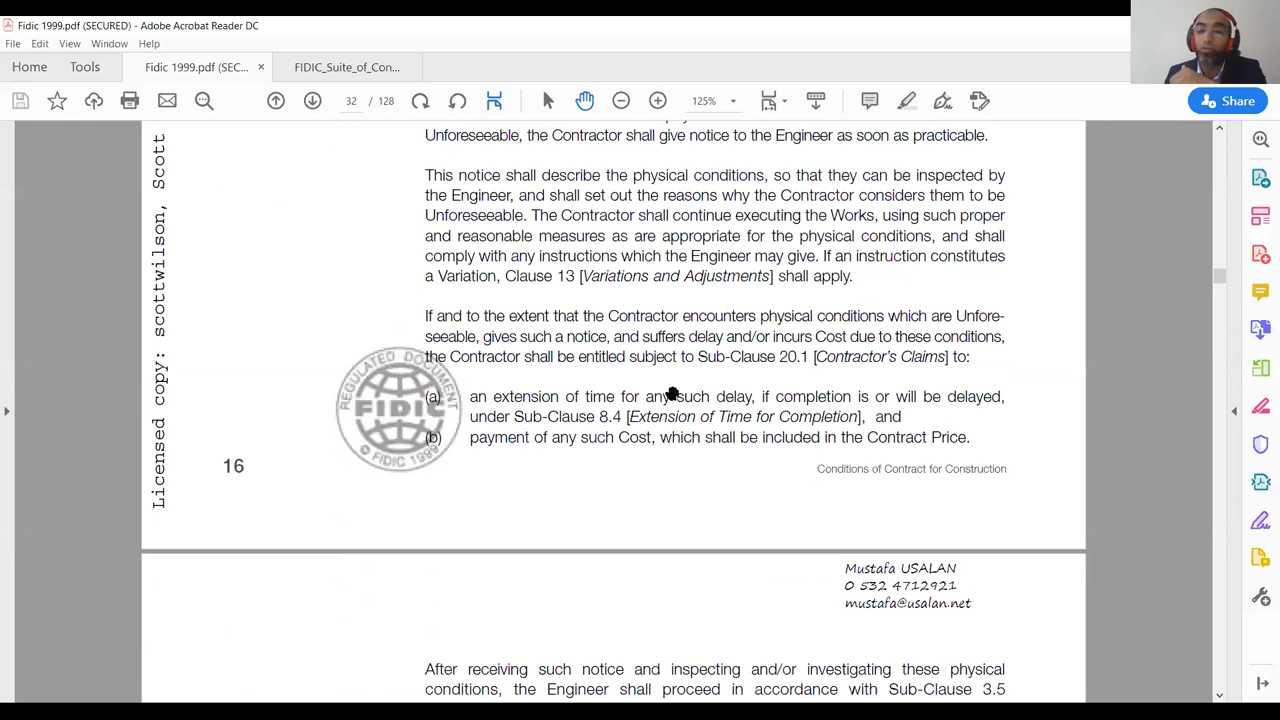 Fidic 1999.pdf (SECURED) - Adobe Acrobat Reader DC
File Edit View Window Help
Home Tools Fidic 1999.pdf (SEC... × FIDIC_Suite_of_Con...
32 / 128 125% Share
Unforeseeable, the Contractor shall give notice to the Engineer as soon as practicable.
This notice shall describe the physical conditions, so that they can be inspected by
the Engineer, and shall set out the reasons why the Contractor considers them to be
Unforeseeable. The Contractor shall continue executing the Works, using such proper
and reasonable measures as are appropriate for the physical conditions, and shall
comply with any instructions which the Engineer may give. If an instruction constitutes
a Variation, Clause 13 [Variations and Adjustments] shall apply.
If and to the extent that the Contractor encounters physical conditions which are Unfore-
seeable, gives such a notice, and suffers delay and/or incurs Cost due to these conditions,
the Contractor shall be entitled subject to Sub-Clause 20.1 [Contractor's Claims] to:
(a) an extension of time for any such delay, if completion is or will be delayed,
under Sub-Clause 8.4 [Extension of Time for Completion], and
(b) payment of any such Cost, which shall be included in the Contract Price.
16 Conditions of Contract for Construction
Licensed copy: scottwilson, Scott
REGULATED DOCUMENT
FIDIC
© FIDIC 1999
Mustafa USALAN
0 532 4712921
mustafa@usalan.net
After receiving such notice and inspecting and/or investigating these physical
conditions, the Engineer shall proceed in accordance with Sub-Clause 3.5